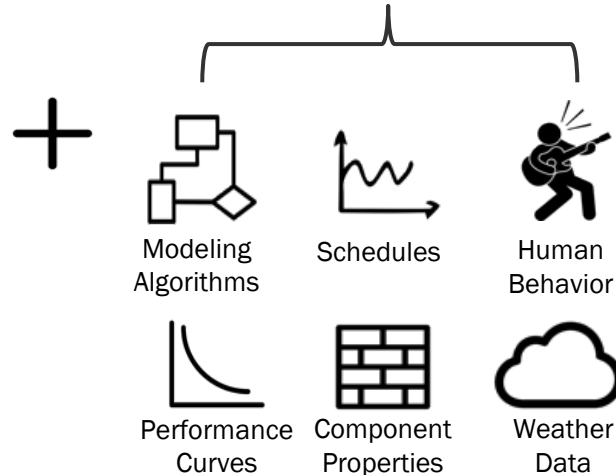 Modeling
Algorithms
Schedules
Human
Behavior
Performance
Curves
Component
Properties
Weather
Data